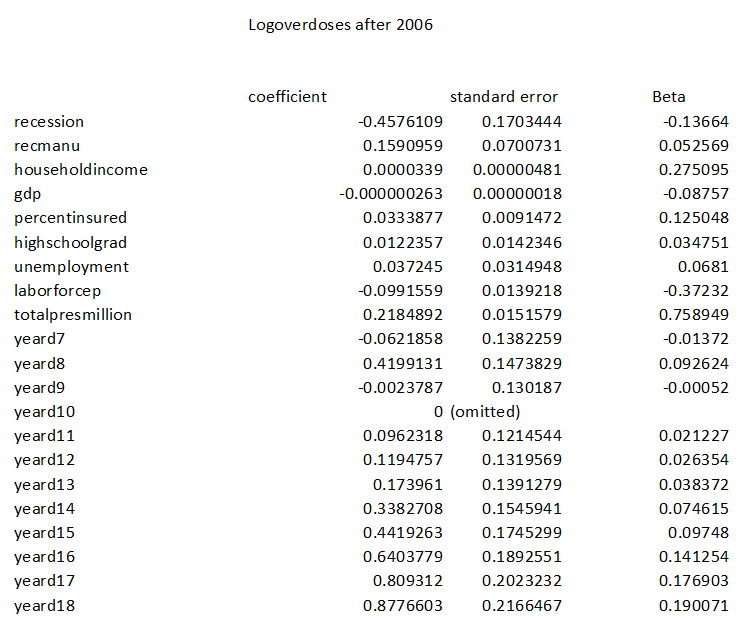 Logoverdoses after 2006
coefficient standard error Beta
recession -0.4576109 0.1703444 -0.13664
recmanu 0.1590959 0.0700731 0.052569
householdincome 0.0000339 0.00000481 0.275095
gdp -0.000000263 0.00000018 -0.08757
percentinsured 0.0333877 0.0091472 0.125048
highschoolgrad 0.0122357 0.0142346 0.034751
unemployment 0.037245 0.0314948 0.0681
laborforcep -0.0991559 0.0139218 -0.37232
totalpresmillion 0.2184892 0.0151579 0.758949
yeard7 -0.0621858 0.1382259 -0.01372
yeard8 0.4199131 0.1473829 0.092624
yeard9 -0.0023787 0.130187 -0.00052
yeard10 0 (omitted)
yeard11 0.0962318 0.1214544 0.021227
yeard12 0.1194757 0.1319569 0.026354
yeard13 0.173961 0.1391279 0.038372
yeard14 0.3382708 0.1545941 0.074615
yeard15 0.4419263 0.1745299 0.09748
yeard16 0.6403779 0.1892551 0.141254
yeard17 0.809312 0.2023232 0.176903
yeard18 0.8776603 0.2166467 0.190071